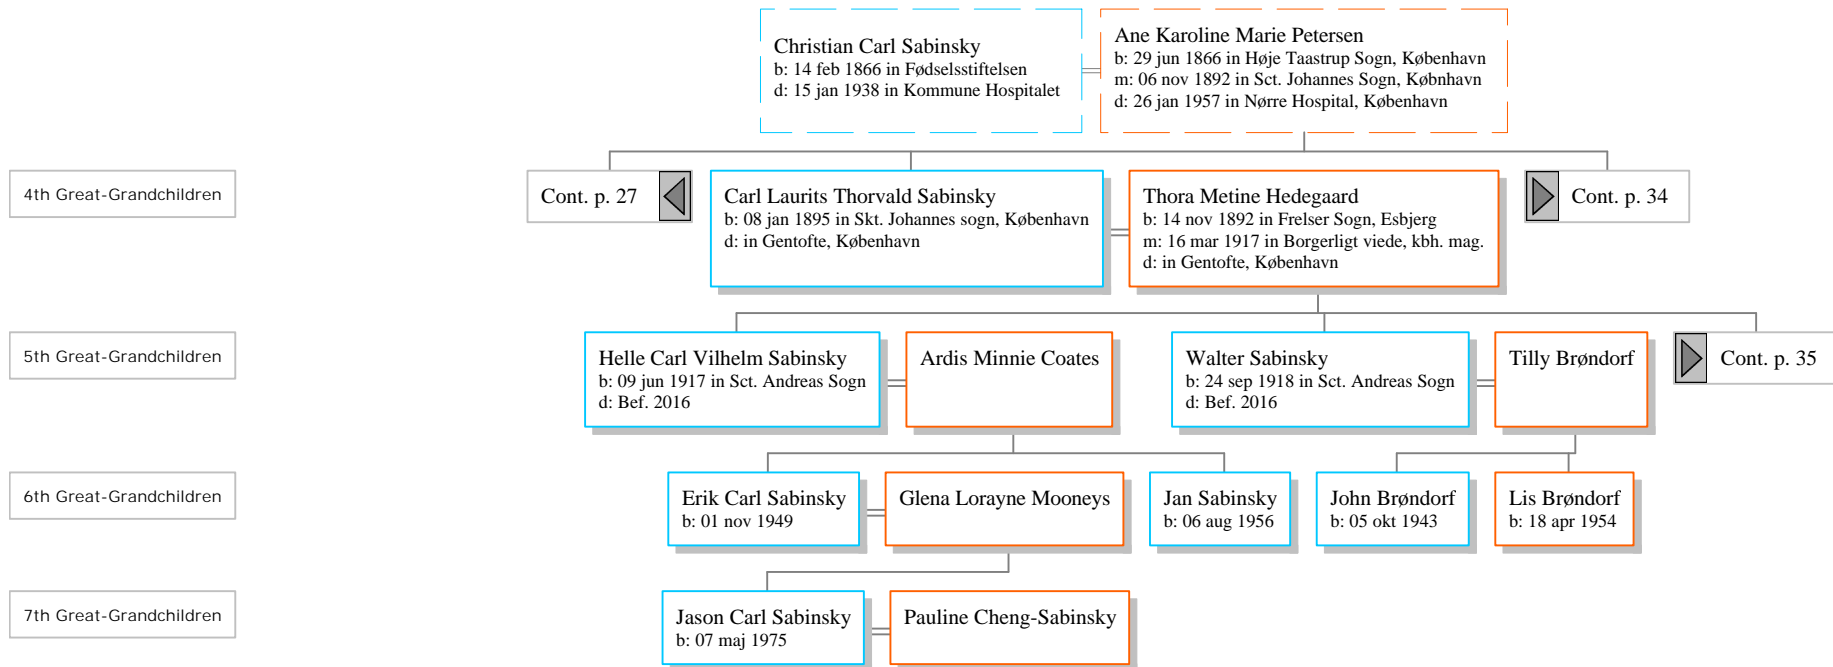 Christian Carl Sabinsky
b: 14 feb 1866 in Fødselsstiftelsen
d: 15 jan 1938 in Kommune Hospitalet
Ane Karoline Marie Petersen
b: 29 jun 1866 in Høje Taastrup Sogn, København
m: 06 nov 1892 in Sct. Johannes Sogn, Købnhavn
d: 26 jan 1957 in Nørre Hospital, København
4th Great-Grandchildren
Cont. p. 27
Carl Laurits Thorvald Sabinsky
b: 08 jan 1895 in Skt. Johannes sogn, København
d: in Gentofte, København
Thora Metine Hedegaard
b: 14 nov 1892 in Frelser Sogn, Esbjerg
m: 16 mar 1917 in Borgerligt viede, kbh. mag.
d: in Gentofte, København
Cont. p. 34
5th Great-Grandchildren
Helle Carl Vilhelm Sabinsky
b: 09 jun 1917 in Sct. Andreas Sogn
d: Bef. 2016
Ardis Minnie Coates
Walter Sabinsky
b: 24 sep 1918 in Sct. Andreas Sogn
d: Bef. 2016
Tilly Brøndorf
Cont. p. 35
6th Great-Grandchildren
Erik Carl Sabinsky
b: 01 nov 1949
Glena Lorayne Mooneys
Jan Sabinsky
b: 06 aug 1956
John Brøndorf
b: 05 okt 1943
Lis Brøndorf
b: 18 apr 1954
7th Great-Grandchildren
Jason Carl Sabinsky
b: 07 maj 1975
Pauline Cheng-Sabinsky